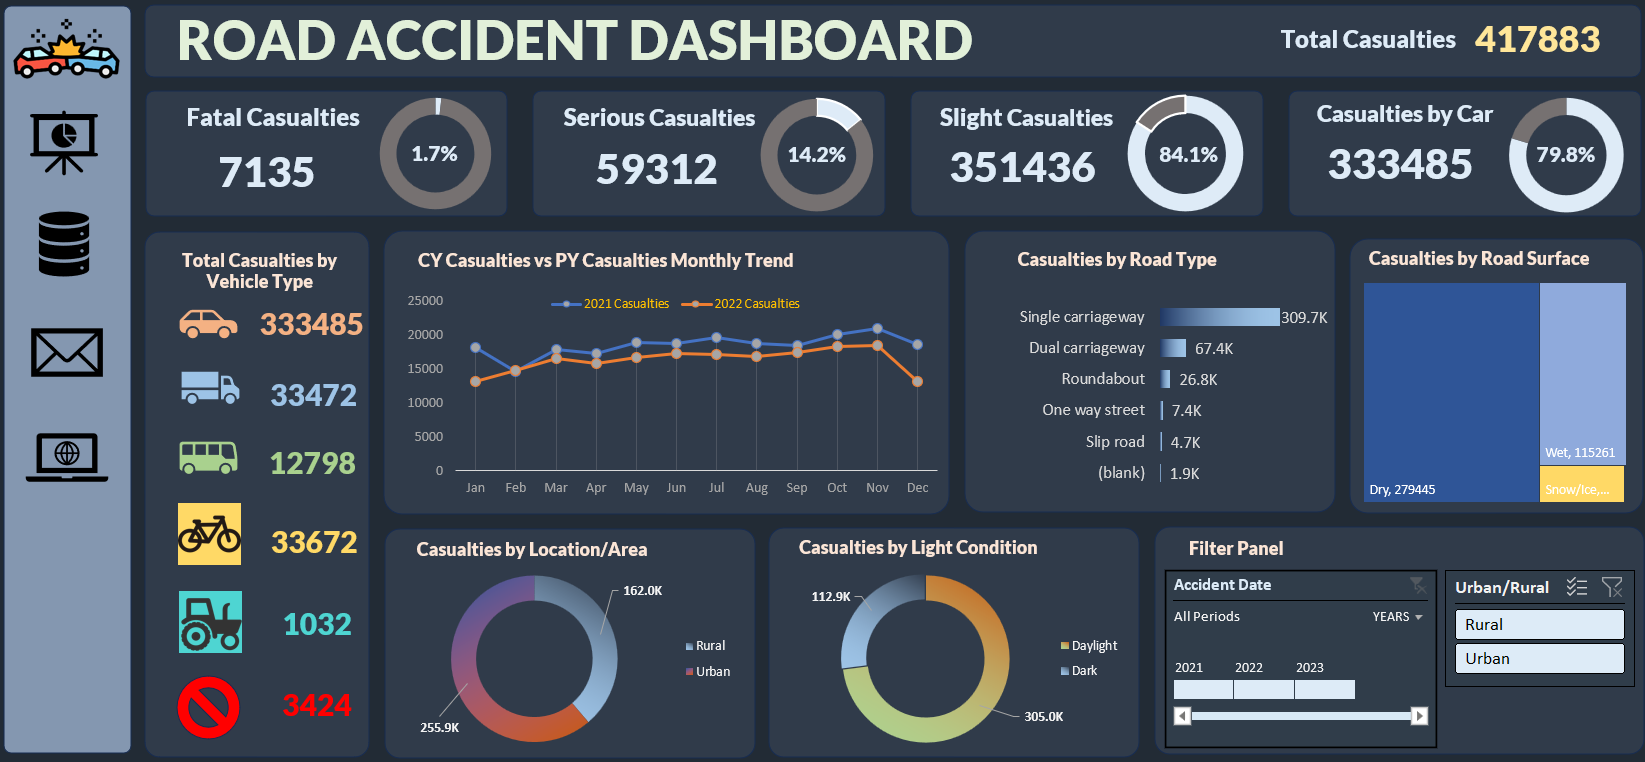 ROAD ACCIDENT DASHBOARD
Total Casualties 417883
Fatal Casualties
7135
1.7%
Serious Casualties
59312
14.2%
Slight Casualties
351436
84.1%
Casualties by Car
333485
79.8%
Total Casualties by
Vehicle Type
333485
33472
12798
33672
1032
3424
CY Casualties vs PY Casualties Monthly Trend
2021 Casualties
2022 Casualties
25000
20000
15000
10000
5000
0
Jan Feb Mar Apr May Jun Jul Aug Sep Oct Nov Dec
Casualties by Road Type
Single carriageway 309.7K
Dual carriageway 67.4K
Roundabout 26.8K
One way street 7.4K
Slip road 4.7K
(blank) 1.9K
Casualties by Road Surface
Dry, 279445
Wet, 115261
Snow/Ice,...
Casualties by Location/Area
162.0K
255.9K
Rural
Urban
Casualties by Light Condition
112.9K
305.0K
Daylight
Dark
Filter Panel
Accident Date
All Periods YEARS
2021 2022 2023
Urban/Rural
Rural
Urban